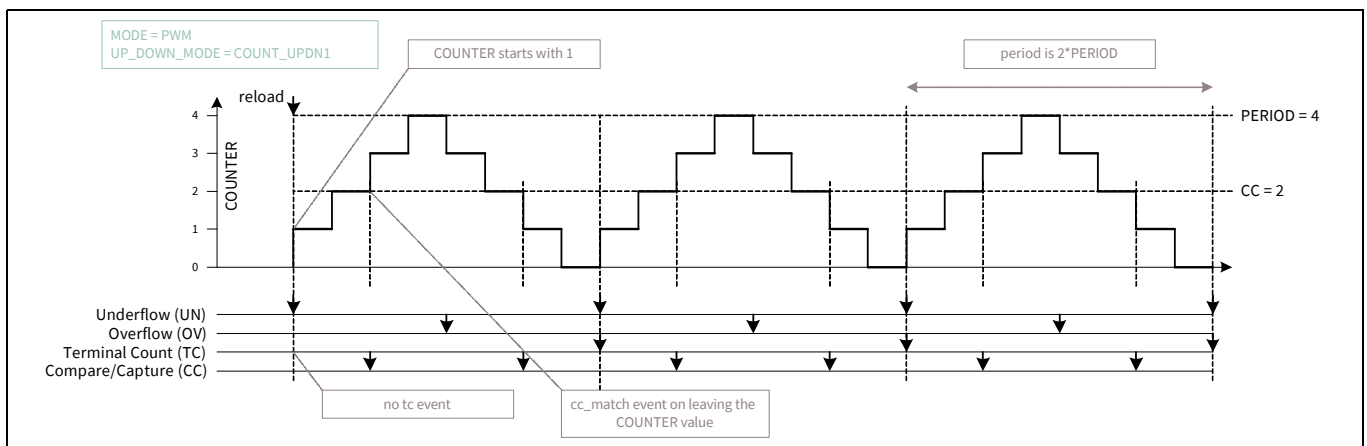 MODE = PWM
UP_DOWN_MODE = COUNT_UPDN1
COUNTER starts with 1
period is 2*PERIOD
reload
4
3
2
1
0
COUNTER
PERIOD = 4
CC = 2
Underflow (UN)
Overflow (OV)
Terminal Count (TC)
Compare/Capture (CC)
no tc event
cc_match event on leaving the
COUNTER value